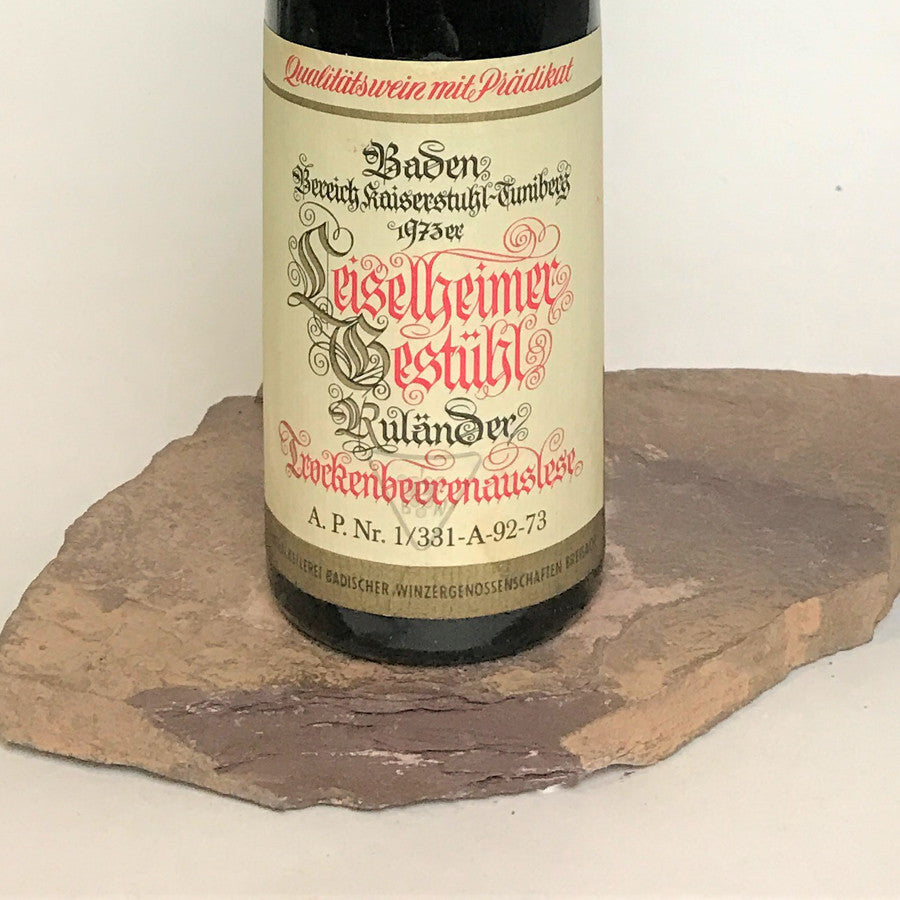 Qualitätswein mit Prädikat
Baden
Bereich Kaiserstuhl-Tuniberg
1973er
Leiselheimer
Gestühl
Ruländer
Trockenbeerenauslese
A. P. Nr. 1/331-A-92-73
BADISCHER WINZERGENOSSENSCHAFTEN